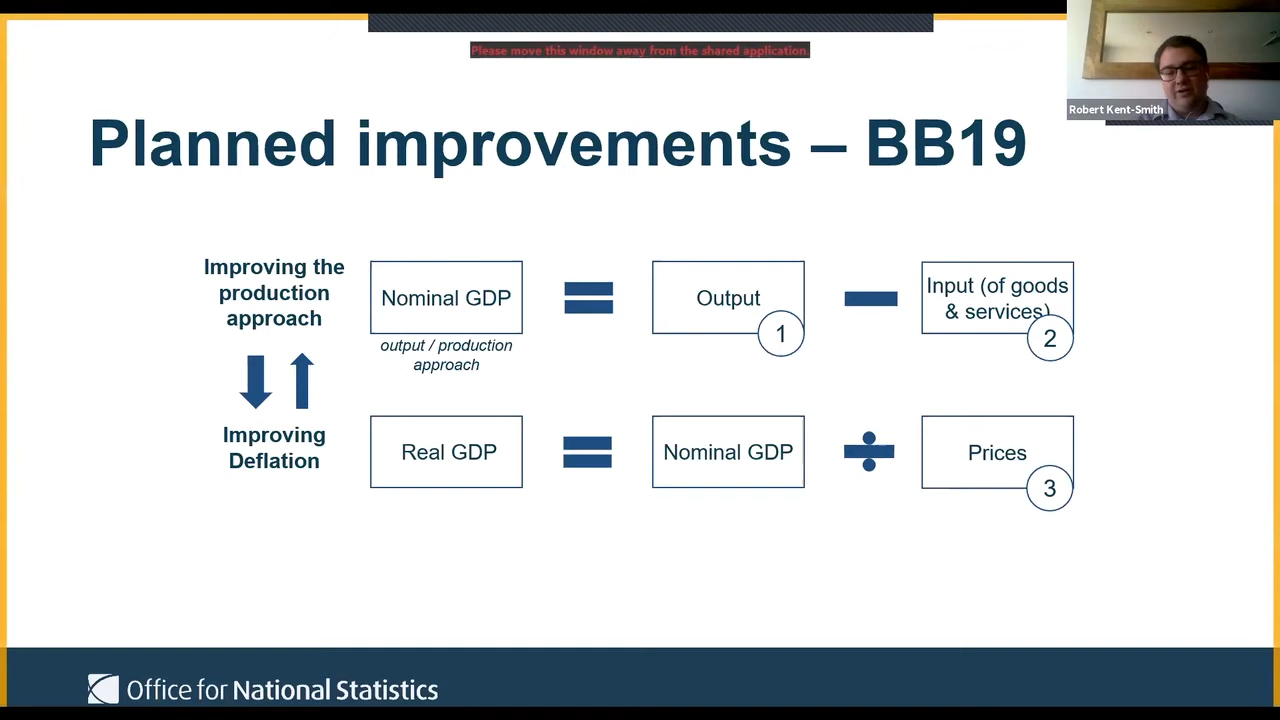 Please move this window away from the shared application.
Robert Kent-Smith
Planned improvements – BB19
Improving the
production
approach
Nominal GDP
=
Output
1
Input (of goods
& services)
2
output / production
approach
Improving
Deflation
Real GDP
=
Nominal GDP
÷
Prices
3
Office for National Statistics